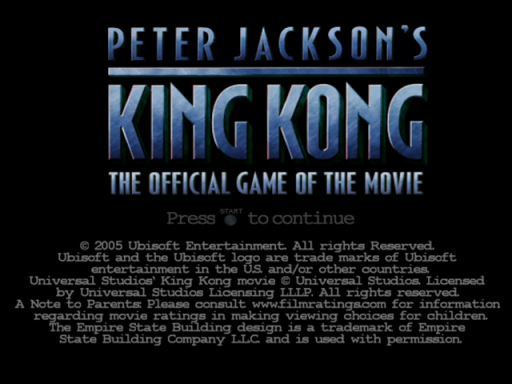 PETER JACKSON'S
KING KONG
THE OFFICIAL GAME OF THE MOVIE
Press START to continue
© 2005 Ubisoft Entertainment. All rights Reserved.
Ubisoft and the Ubisoft logo are trade marks of Ubisoft
entertainment in the U.S. and/or other countries.
Universal Studios' King Kong movie © Universal Studios. Licensed
by Universal Studios Licensing LLLP. All rights reserved.
A Note to Parents: Please consult www.filmratings.com for information
regarding movie ratings in making viewing choices for children.
The Empire State Building design is a trademark of Empire
State Building Company L.L.C. and is used with permission.